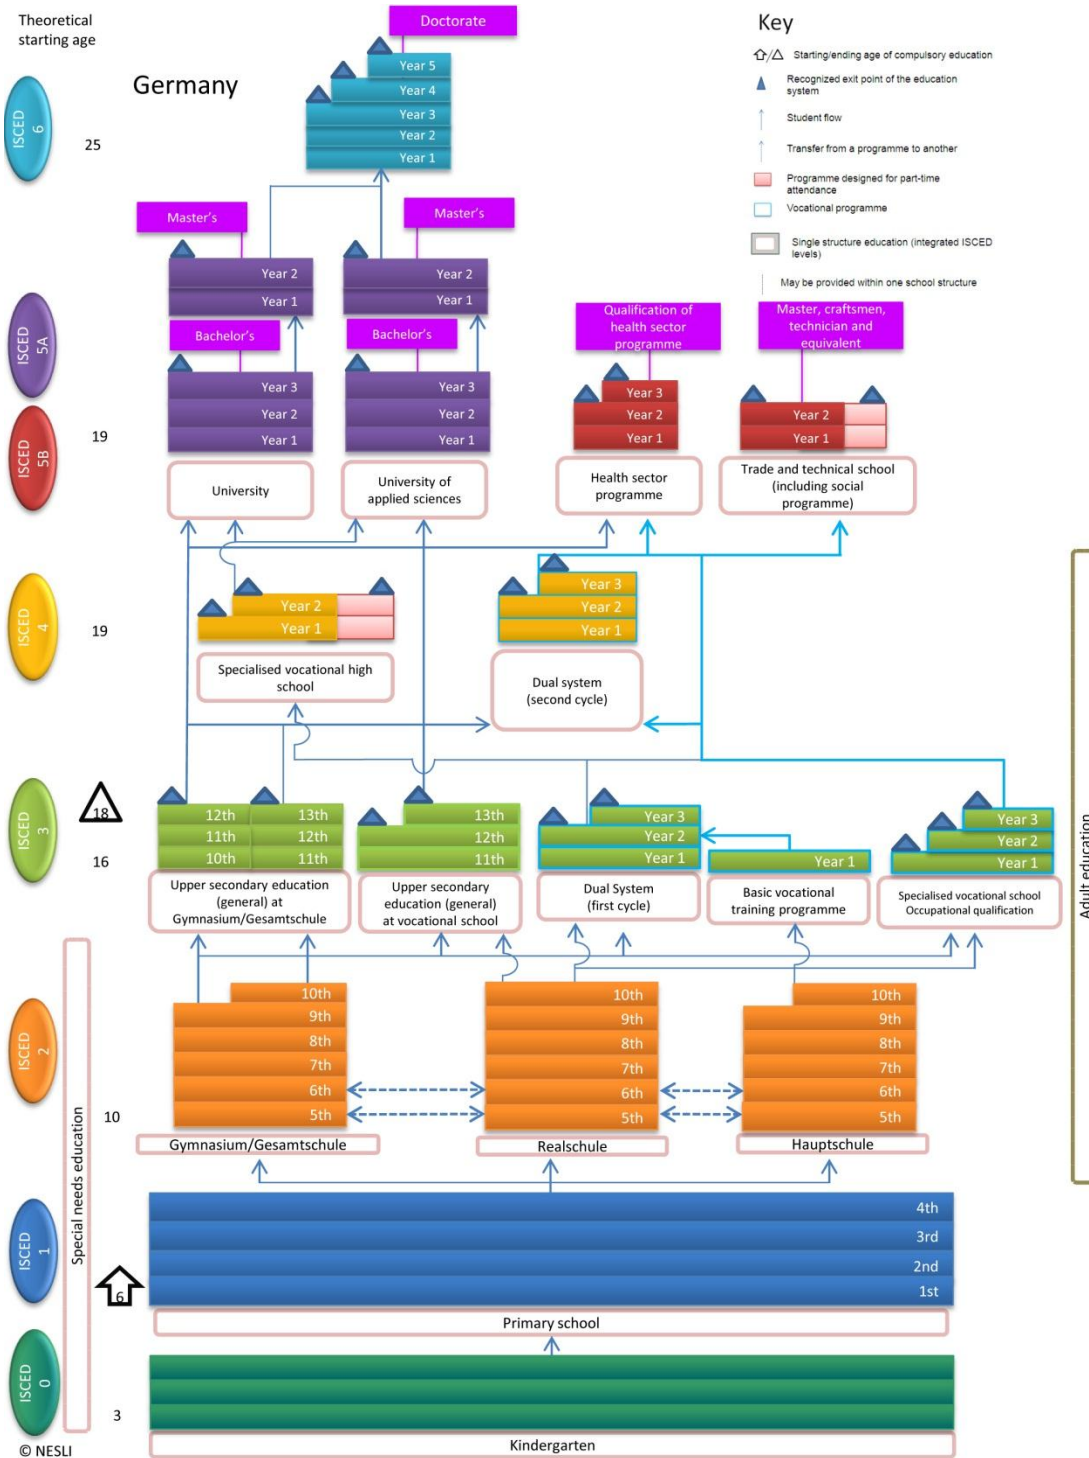 Theoretical
starting age
Germany
Doctorate
Key
Starting/ending age of compulsory education
Recognized exit point of the education
system
Student flow
Transfer from a programme to another
Programme designed for part-time
attendance
Vocational programme
Single structure education (integrated ISCED
levels)
May be provided within one school structure
ISCED
6
25
Year 5
Year 4
Year 3
Year 2
Year 1
Master's
Master's
Year 2
Year 1
Year 2
Year 1
ISCED
5A
Bachelor's
Bachelor's
Qualification of
health sector
programme
Master, craftsmen,
technician and
equivalent
ISCED
5B
19
Year 3
Year 2
Year 1
Year 3
Year 2
Year 1
Year 3
Year 2
Year 1
Year 2
Year 1
University
University of
applied sciences
Health sector
programme
Trade and technical school
(including social
programme)
ISCED
4
19
Year 2
Year 1
Year 3
Year 2
Year 1
Specialised vocational high
school
Dual system
(second cycle)
ISCED
3
18
16
12th
11th
10th
13th
12th
11th
13th
12th
11th
Year 3
Year 2
Year 1
Year 1
Year 3
Year 2
Year 1
Upper secondary education
(general) at
Gymnasium/Gesamtschule
Upper secondary
education (general)
at vocational school
Dual System
(first cycle)
Basic vocational
training programme
Specialised vocational school
Occupational qualification
Adult education
ISCED
2
10
10th
9th
8th
7th
6th
5th
10th
9th
8th
7th
6th
5th
10th
9th
8th
7th
6th
5th
Gymnasium/Gesamtschule
Realschule
Hauptschule
Special needs education
ISCED
1
6
4th
3rd
2nd
1st
Primary school
ISCED
0
3
Kindergarten
© NESLI